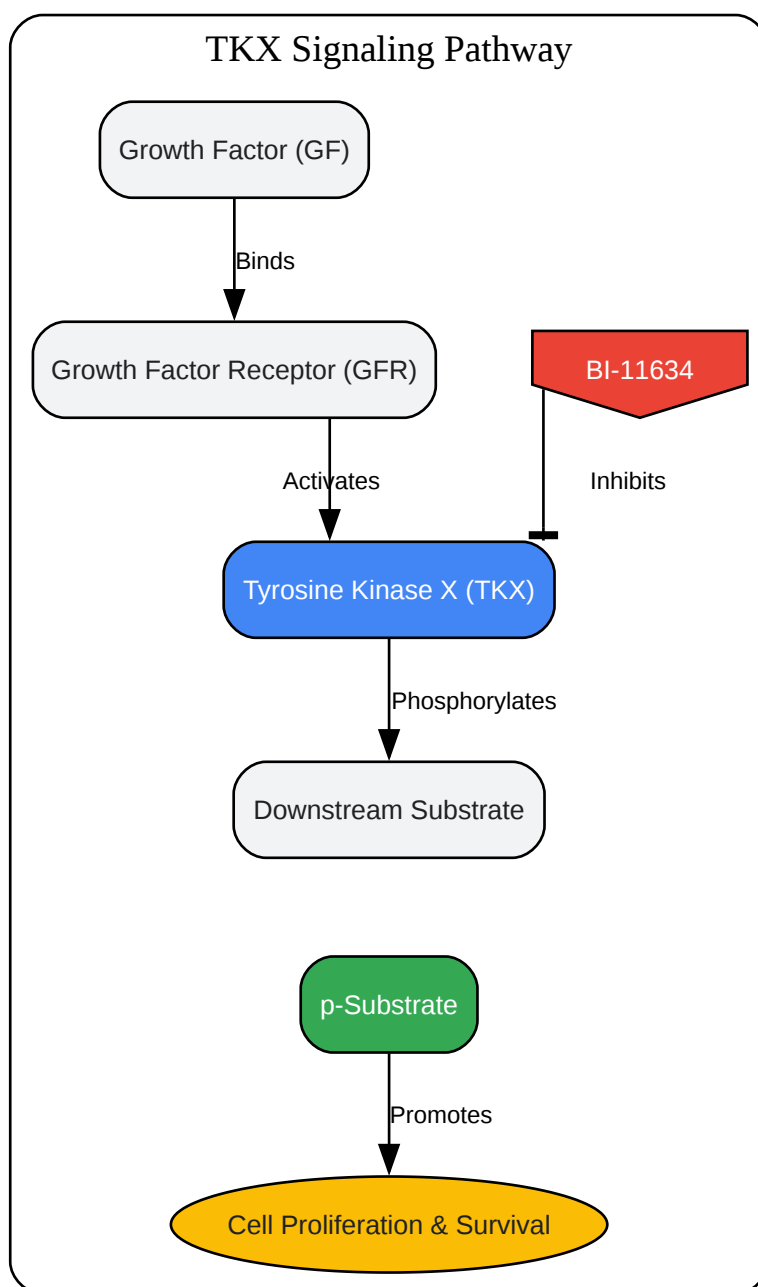 TKX Signaling Pathway
Growth Factor (GF)
Binds
Growth Factor Receptor (GFR)
BI-11634
Activates
Inhibits
Tyrosine Kinase X (TKX)
Phosphorylates
Downstream Substrate
p-Substrate
Promotes
Cell Proliferation & Survival